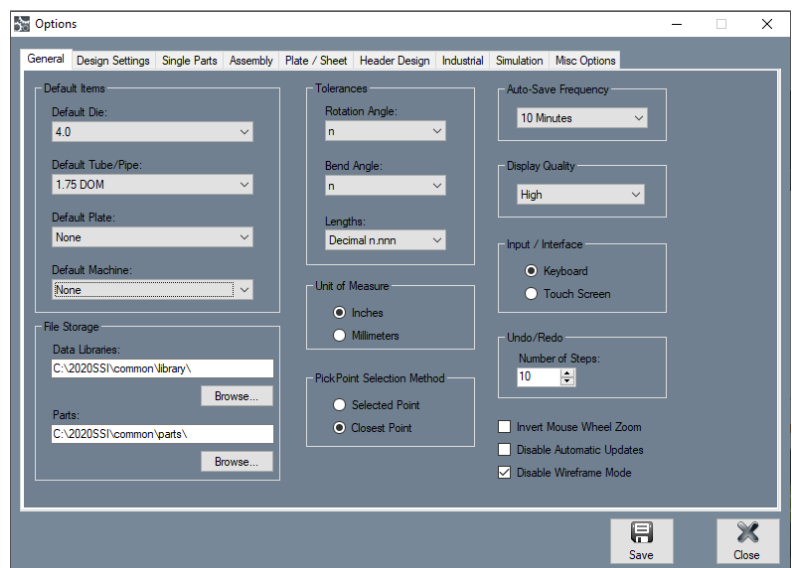 Options
General Design Settings Single Parts Assembly Plate / Sheet Header Design Industrial Simulation Misc Options
Default Items
Default Die:
4.0
Default Tube/Pipe:
1.75 DOM
Default Plate:
None
Default Machine:
None
File Storage
Data Libraries:
C:\2020SSI\common\library\
Browse...
Parts:
C:\2020SSI\common\parts\
Browse...
Tolerances
Rotation Angle:
n
Bend Angle:
n
Lengths:
Decimal n.nnn
Unit of Measure
Inches
Millimeters
PickPoint Selection Method
Selected Point
Closest Point
Auto-Save Frequency
10 Minutes
Display Quality
High
Input / Interface
Keyboard
Touch Screen
Undo/Redo
Number of Steps:
10
Invert Mouse Wheel Zoom
Disable Automatic Updates
Disable Wireframe Mode
Save
Close